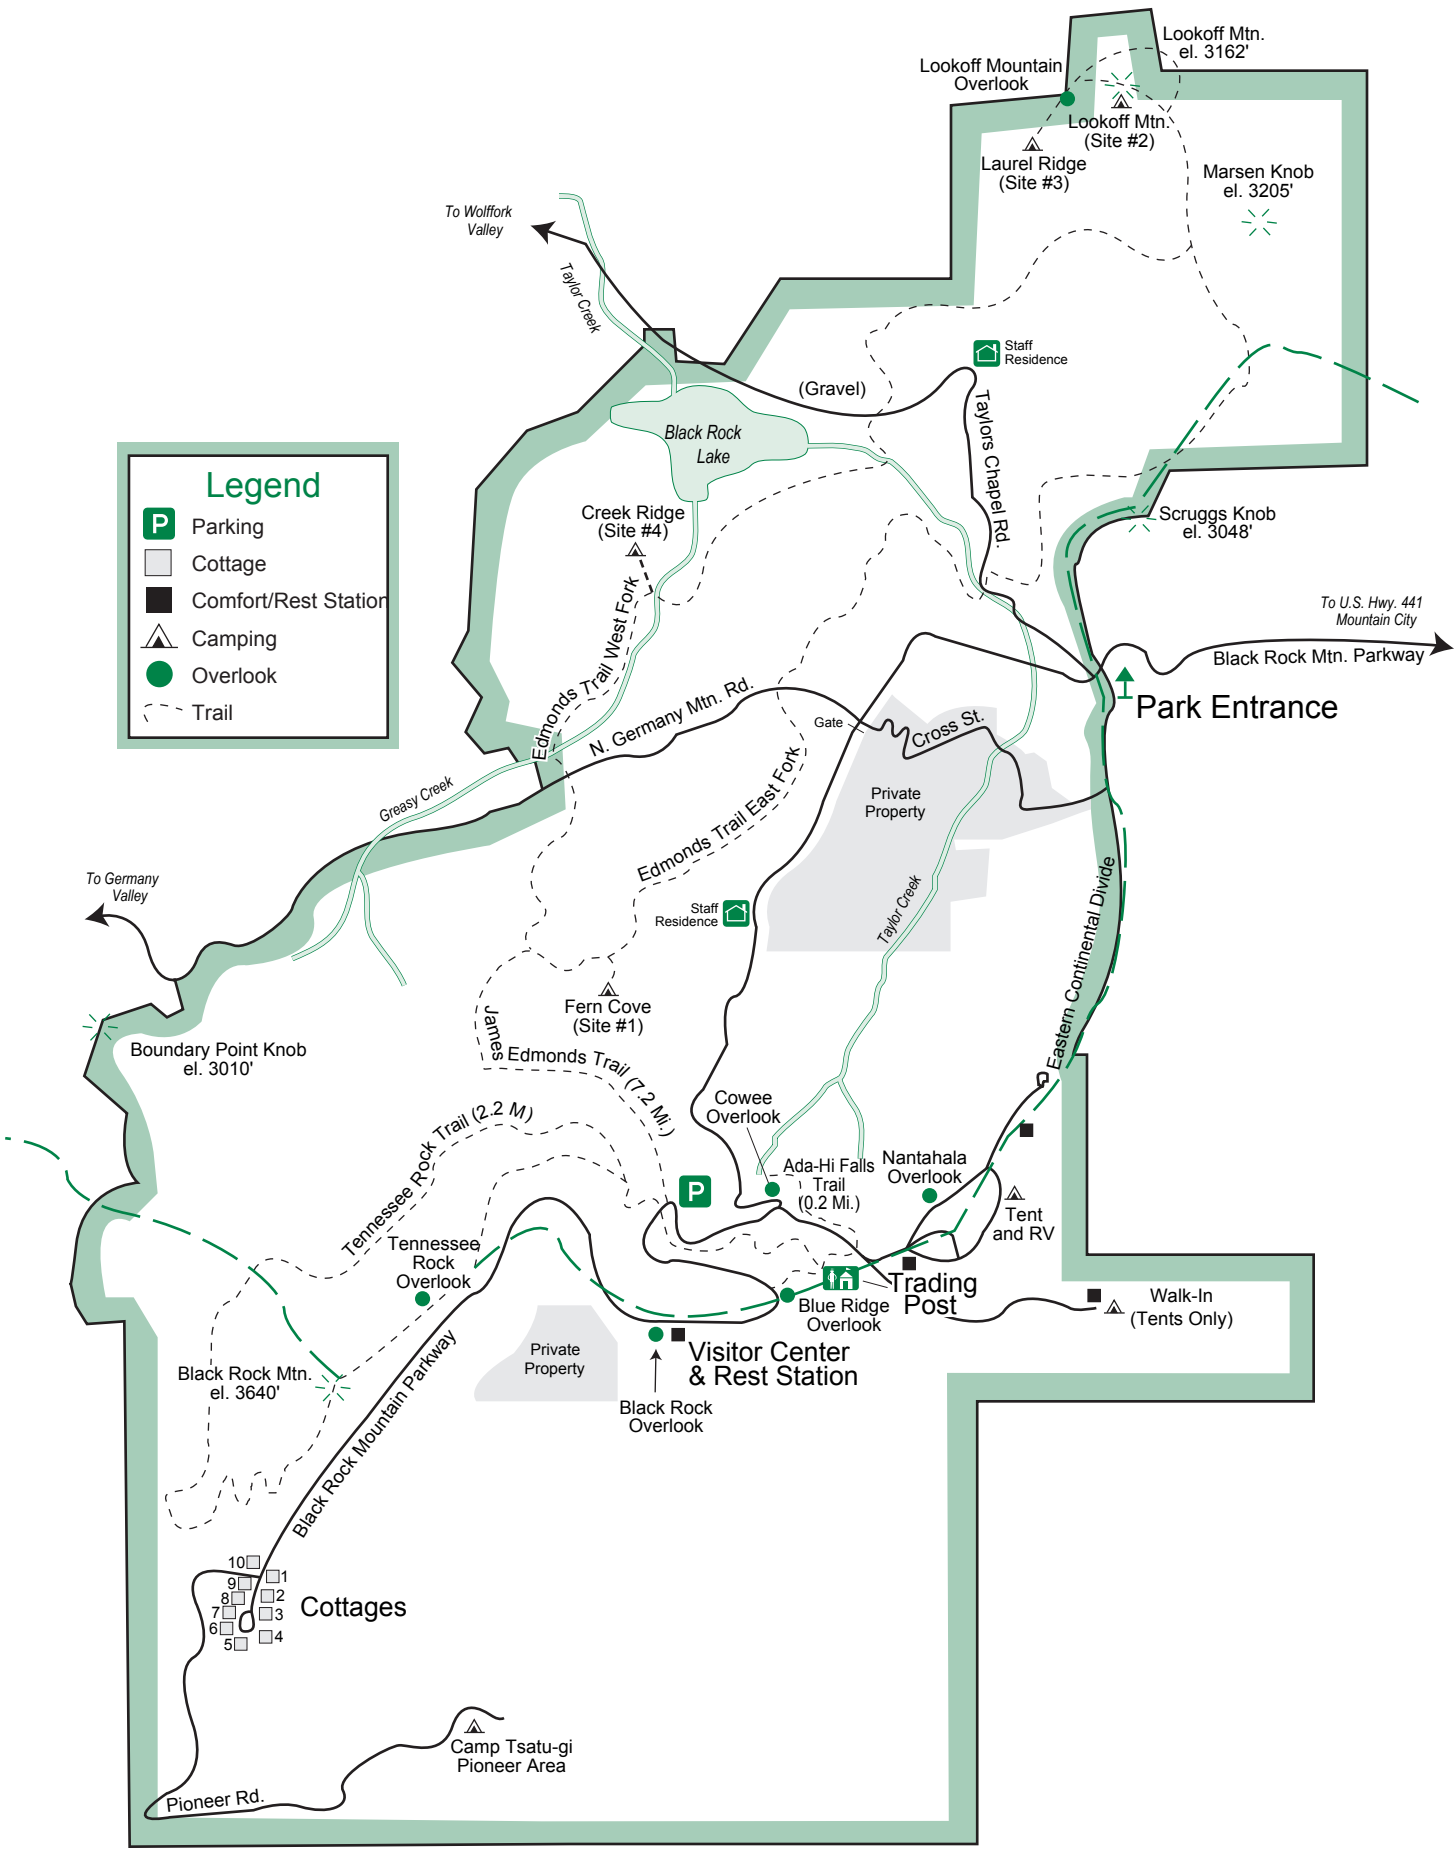 Lookoff Mtn.
el. 3162'
Lookoff Mountain
Overlook
Lookoff Mtn.
(Site #2)
Laurel Ridge
(Site #3)
Marsen Knob
el. 3205'
To Wolffork
Valley
Taylor Creek
Staff
Residence
(Gravel)
Taylors Chapel Rd.
Black Rock
Lake
Legend
P Parking
Cottage
Comfort/Rest Station
Camping
Overlook
Trail
Creek Ridge
(Site #4)
Scruggs Knob
el. 3048'
To U.S. Hwy. 441
Mountain City
Black Rock Mtn. Parkway
Park Entrance
Edmonds Trail West Fork
N. Germany Mtn. Rd.
Gate
Cross St.
Private
Property
Greasy Creek
Edmonds Trail East Fork
To Germany
Valley
Staff
Residence
Taylor Creek
Eastern Continental Divide
Fern Cove
(Site #1)
Boundary Point Knob
el. 3010'
James Edmonds Trail (7.2 Mi.)
Cowee
Overlook
Tennessee Rock Trail (2.2 M)
Ada-Hi Falls
Trail
(0.2 Mi.)
Nantahala
Overlook
P
Tent
and RV
Tennessee
Rock
Overlook
Trading
Post
Blue Ridge
Overlook
Walk-In
(Tents Only)
Visitor Center
& Rest Station
Private
Property
Black Rock
Overlook
Black Rock Mtn.
el. 3640'
Black Rock Mountain Parkway
10
1
9
2
8
3
7
6
4
5
Cottages
Camp Tsatu-gi
Pioneer Area
Pioneer Rd.